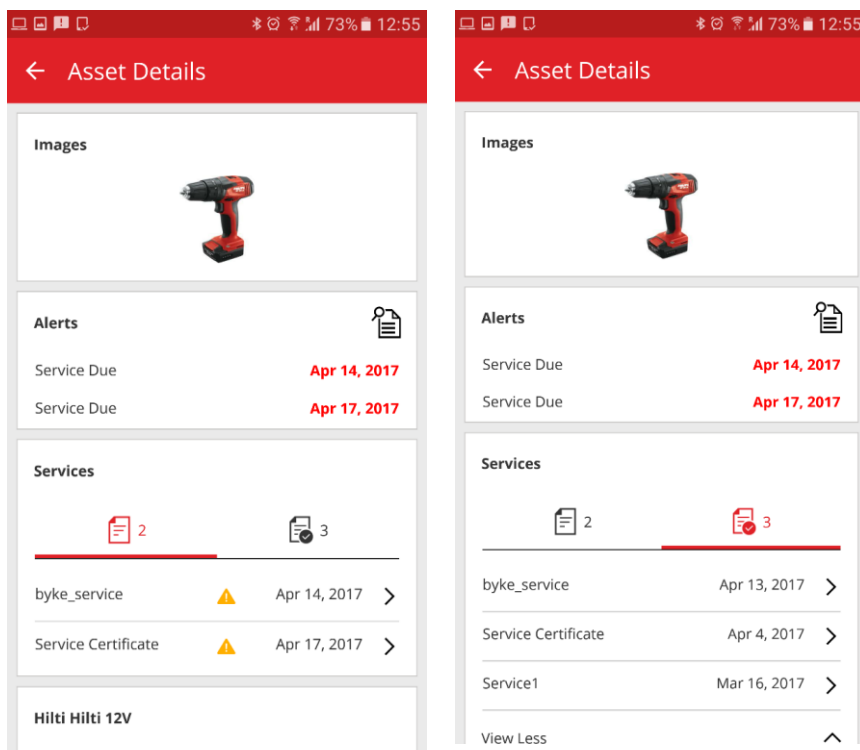 73% 12:55
Asset Details
Images
Alerts
Service Due Apr 14, 2017
Service Due Apr 17, 2017
Services
2 3
byke_service Apr 14, 2017
Service Certificate Apr 17, 2017
Hilti Hilti 12V
73% 12:55
Asset Details
Images
Alerts
Service Due Apr 14, 2017
Service Due Apr 17, 2017
Services
2 3
byke_service Apr 13, 2017
Service Certificate Apr 4, 2017
Service1 Mar 16, 2017
View Less